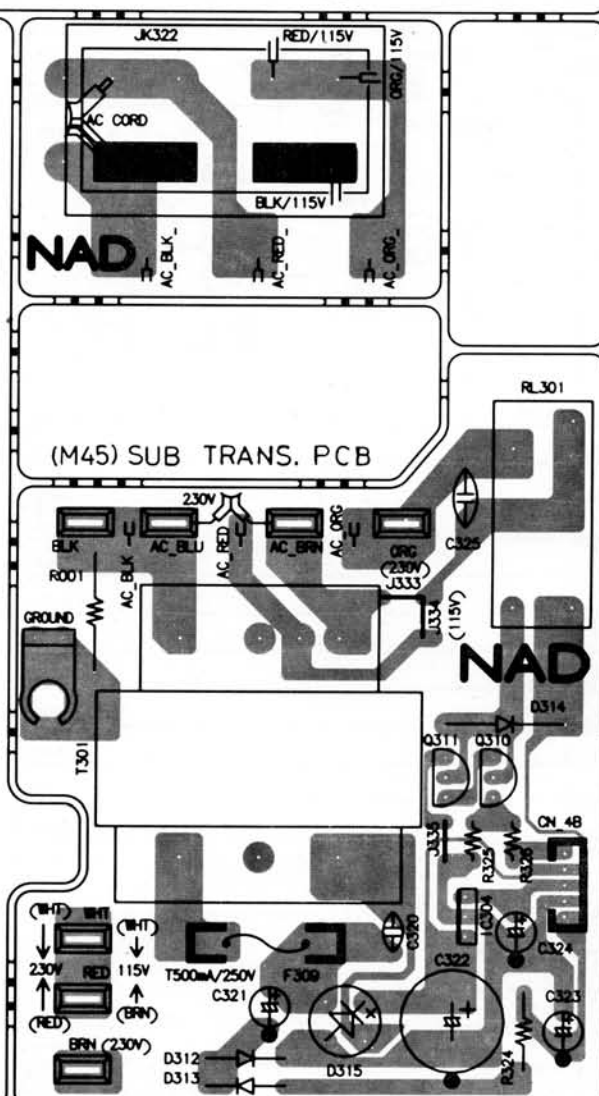 JK322
RED/115V
ORG/115V
AC CORD
BLK/115V
NAD
AC_BLK_
AC_RED_
AC_ORG_
RL301
(M45) SUB TRANS. PCB
230V
BLK
AC_BLK
AC_BLU
AC_RED
AC_BRN
AC_ORG
ORG
(230V)
C325
R001
J333
J334
(115V)
GROUND
NAD
D314
T301
Q311
Q310
CN_4B
J335
R325
R326
IC304
C324
(WHT)
WHT
(WHT)
230V
RED
115V
(RED)
(BRN)
BRN (230V)
T500mA/250V
F309
C320
C321
C322
C323
D312
D313
D315
R324